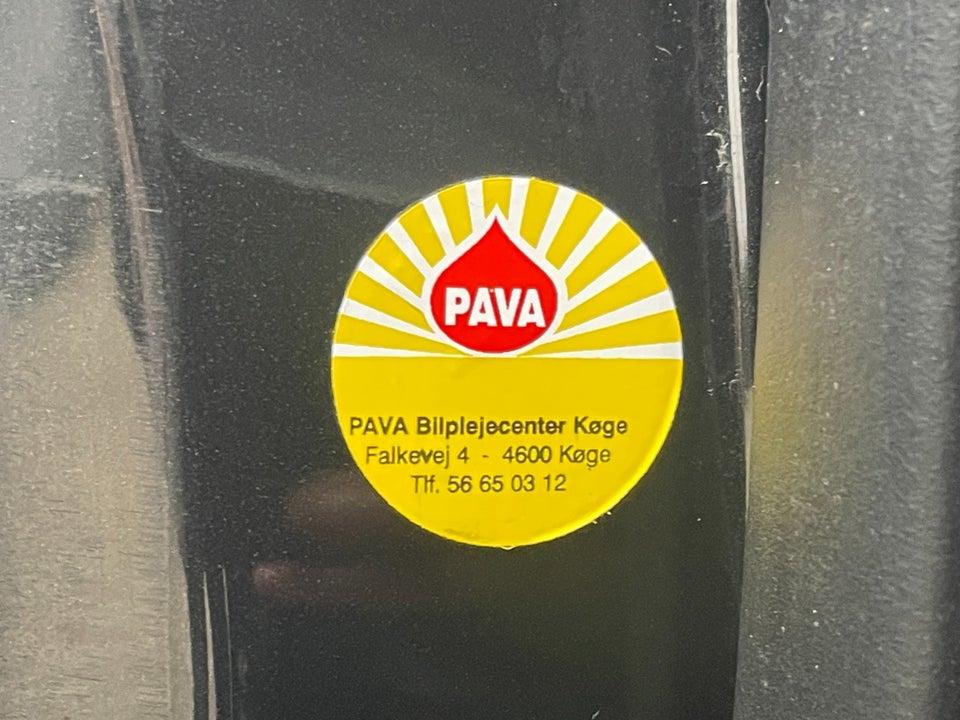 PAVA
PAVA Bilplejecenter Køge
Falkevej 4 - 4600 Køge
Tlf. 56 65 03 12